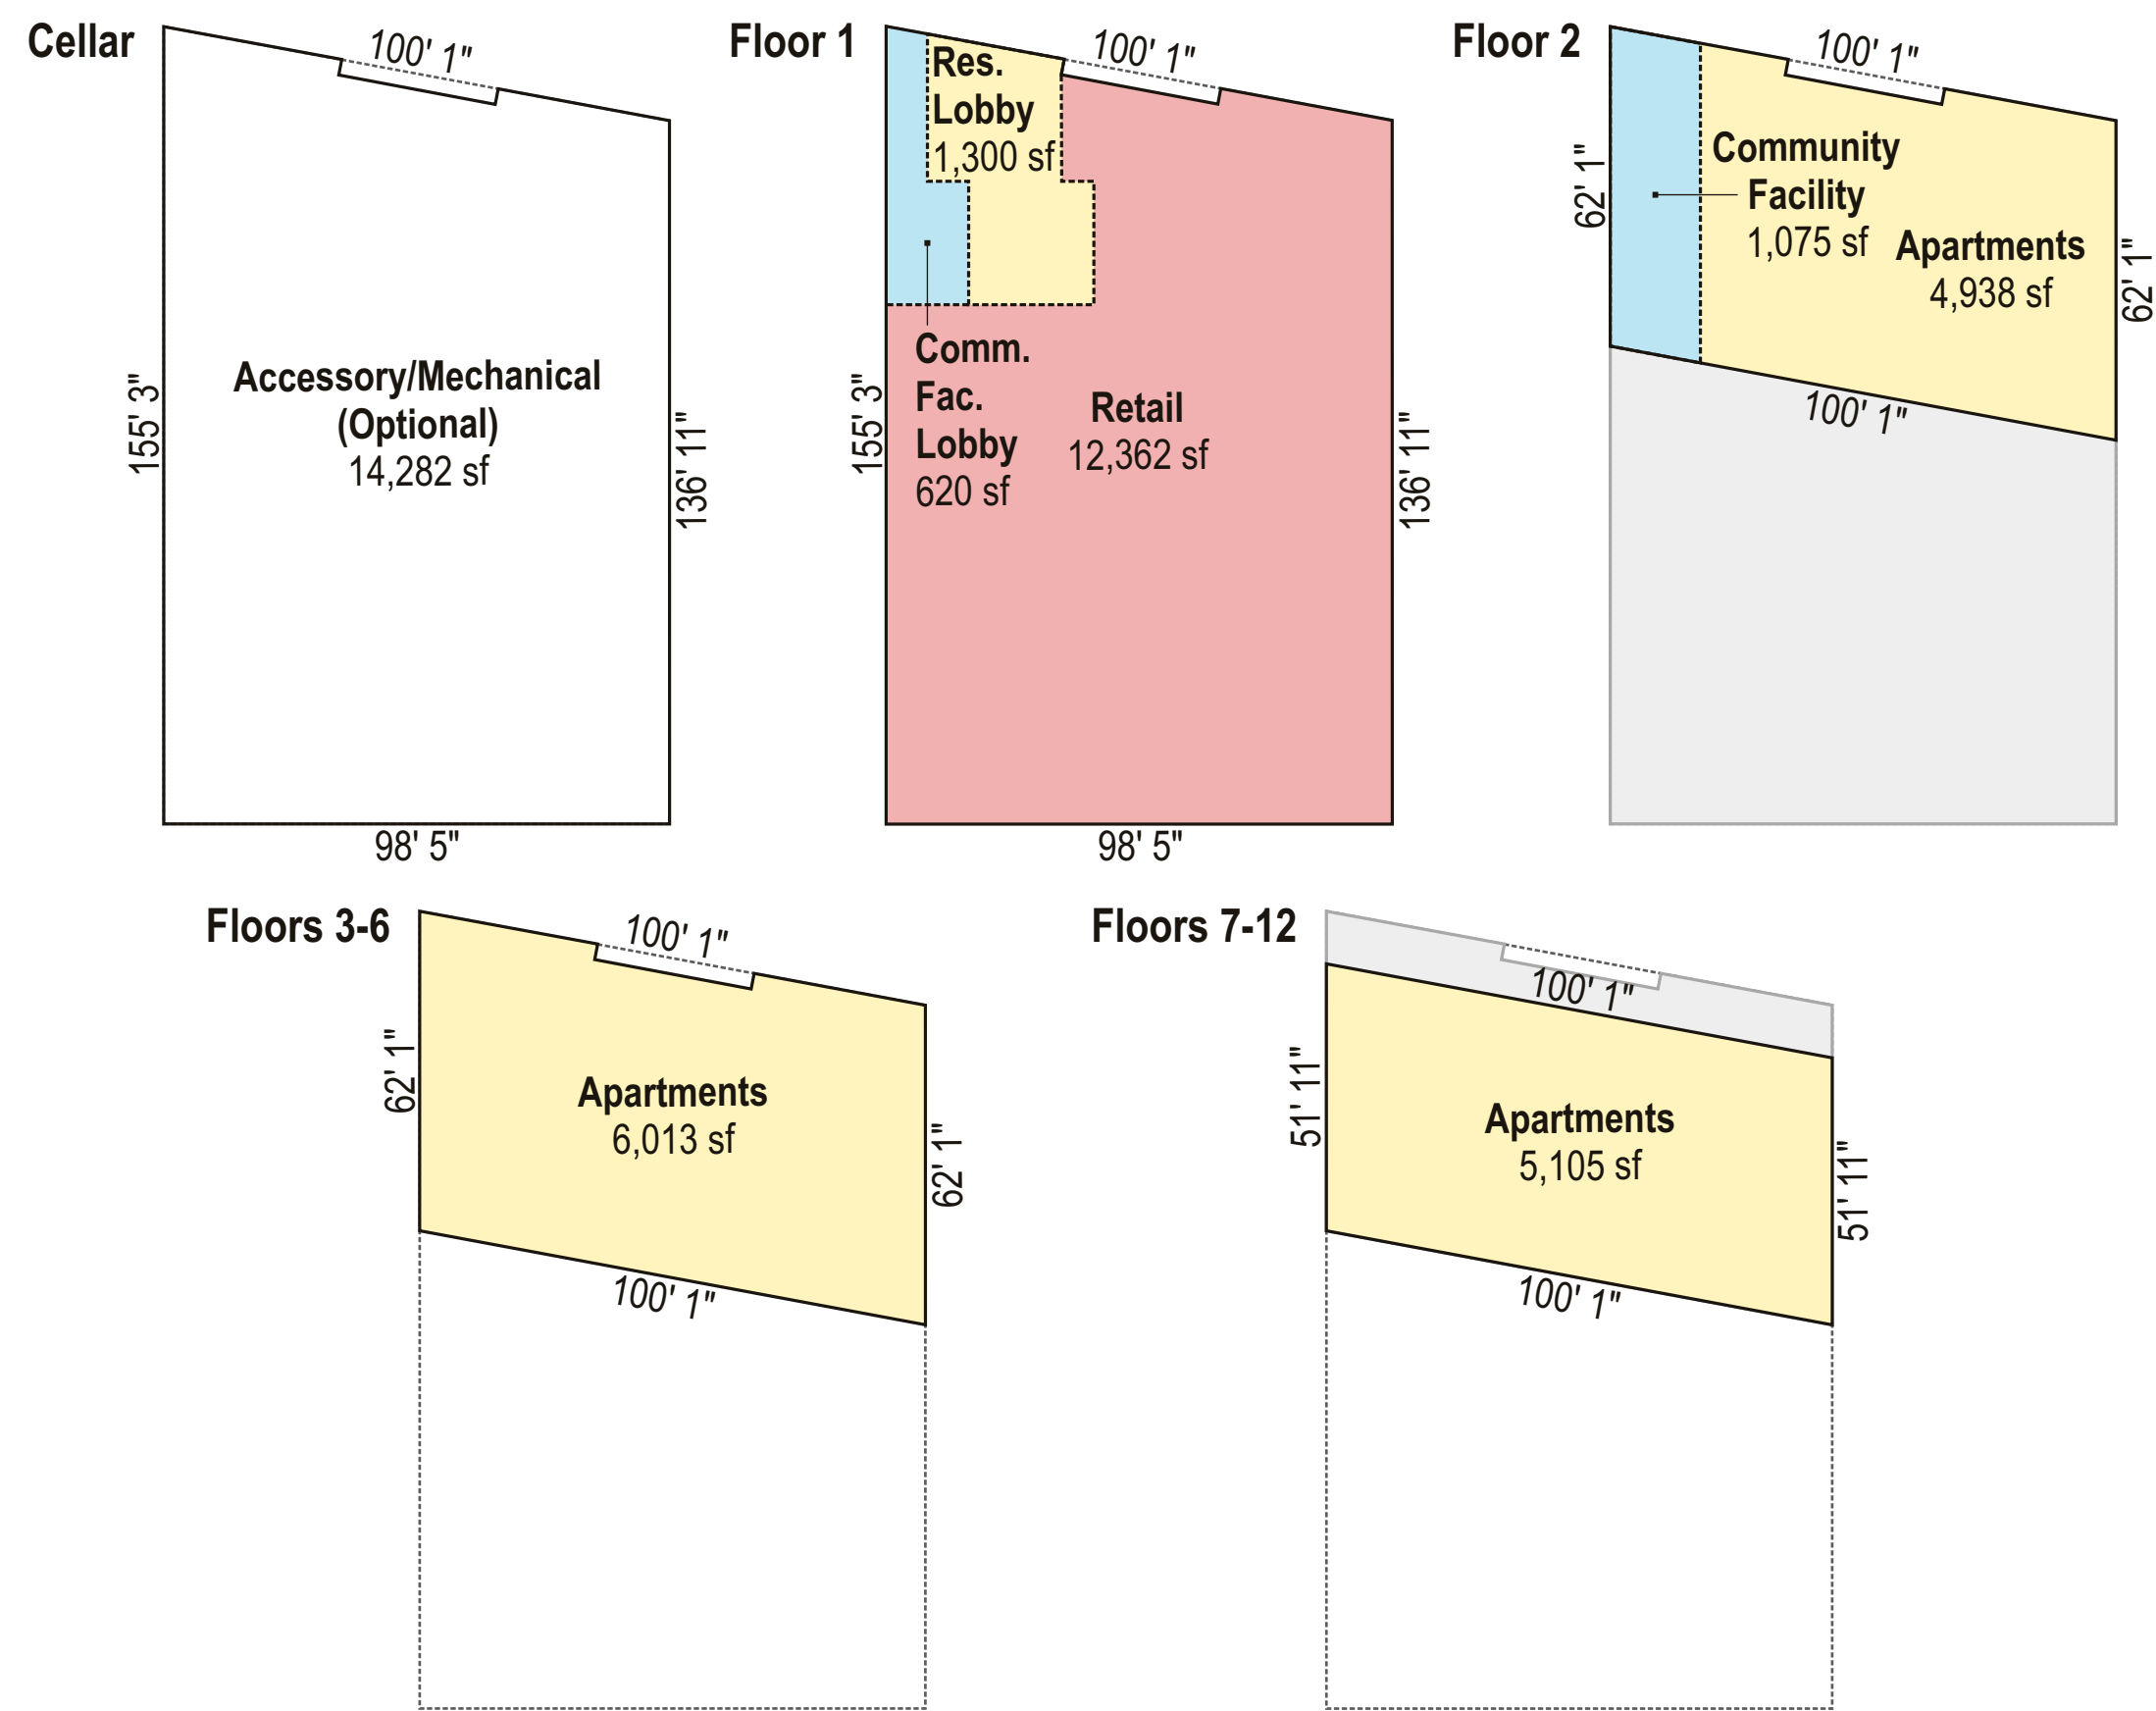 Cellar
100' 1"
155' 3"
Accessory/Mechanical
(Optional)
14,282 sf
136' 11"
98' 5"
Floor 1
100' 1"
Res.
Lobby
1,300 sf
155' 3"
Comm.
Fac.
Lobby
620 sf
Retail
12,362 sf
136' 11"
98' 5"
Floor 2
100' 1"
62' 1"
Community
Facility
1,075 sf
Apartments
4,938 sf
62' 1"
100' 1"
Floors 3-6
100' 1"
62' 1"
Apartments
6,013 sf
62' 1"
100' 1"
Floors 7-12
100' 1"
51' 11"
Apartments
5,105 sf
51' 11"
100' 1"